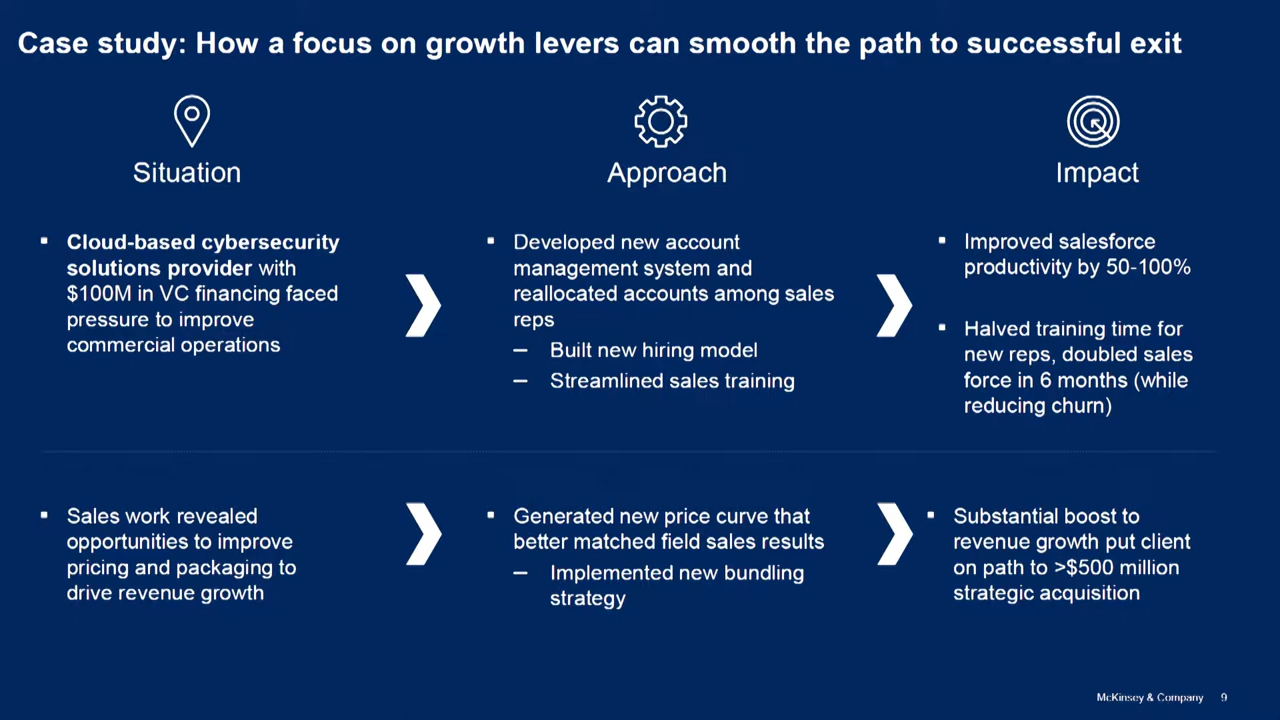 Case study: How a focus on growth levers can smooth the path to successful exit
Situation
Approach
Impact
▪ Cloud-based cybersecurity
solutions provider with
$100M in VC financing faced
pressure to improve
commercial operations
▪ Developed new account
management system and
reallocated accounts among sales
reps
– Built new hiring model
– Streamlined sales training
▪ Improved salesforce
productivity by 50-100%
▪ Halved training time for
new reps, doubled sales
force in 6 months (while
reducing churn)
▪ Sales work revealed
opportunities to improve
pricing and packaging to
drive revenue growth
▪ Generated new price curve that
better matched field sales results
– Implemented new bundling
strategy
▪ Substantial boost to
revenue growth put client
on path to >$500 million
strategic acquisition
McKinsey & Company 9